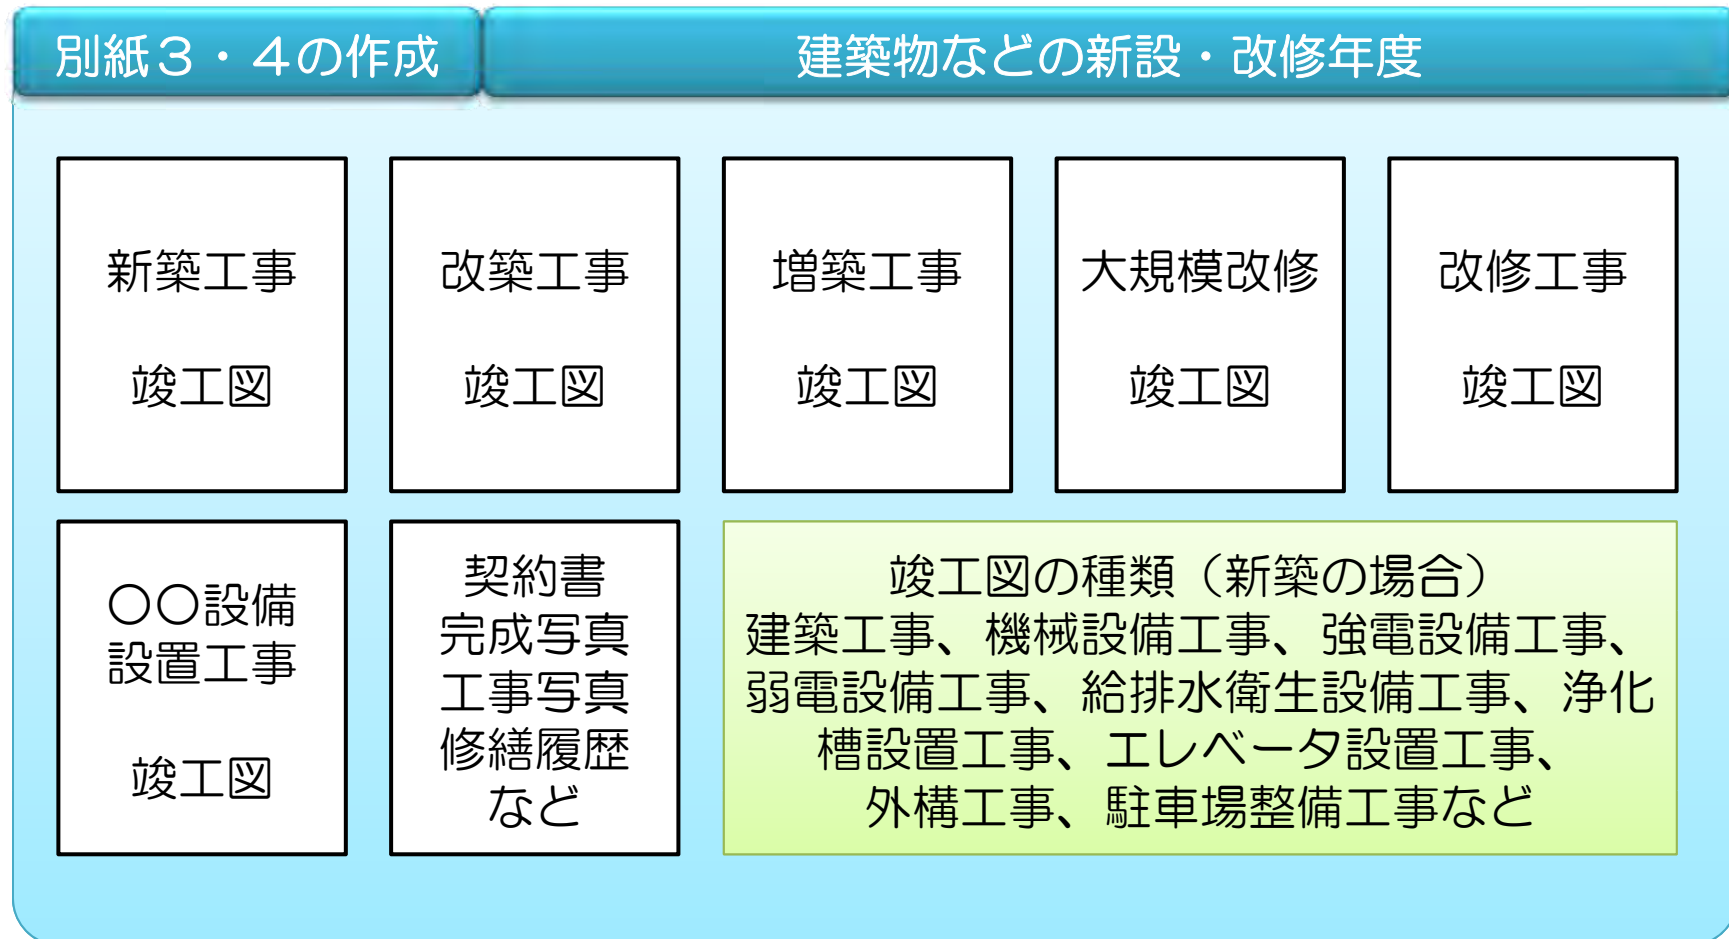 別紙３・４の作成
建築物などの新設・改修年度
新築工事
竣工図
改築工事
竣工図
増築工事
竣工図
大規模改修
竣工図
改修工事
竣工図
〇〇設備
設置工事
竣工図
契約書
完成写真
工事写真
修繕履歴
など
竣工図の種類（新築の場合）
建築工事、機械設備工事、強電設備工事、
弱電設備工事、給排水衛生設備工事、浄化
槽設置工事、エレベータ設置工事、
外構工事、駐車場整備工事など